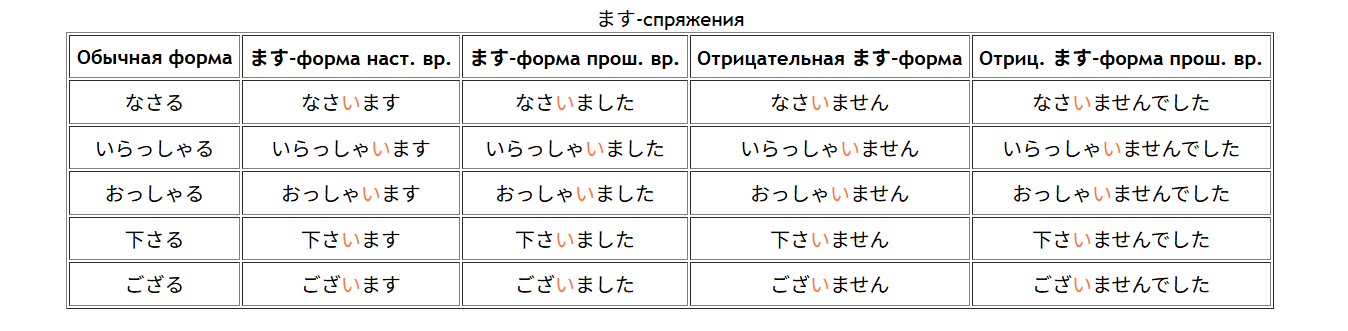 ます-спряжения
Обычная форма ます-форма наст. вр. ます-форма прош. вр. Отрицательная ます-форма Отриц. ます-форма прош. вр.
なさる なさいます なさいました なさいません なさいませんでした
いらっしゃる いらっしゃいます いらっしゃいました いらっしゃいません いらっしゃいませんでした
おっしゃる おっしゃいます おっしゃいました おっしゃいません おっしゃいませんでした
下さる 下さいます 下さいました 下さいません 下さいませんでした
ござる ございます ございました ございません ございませんでした